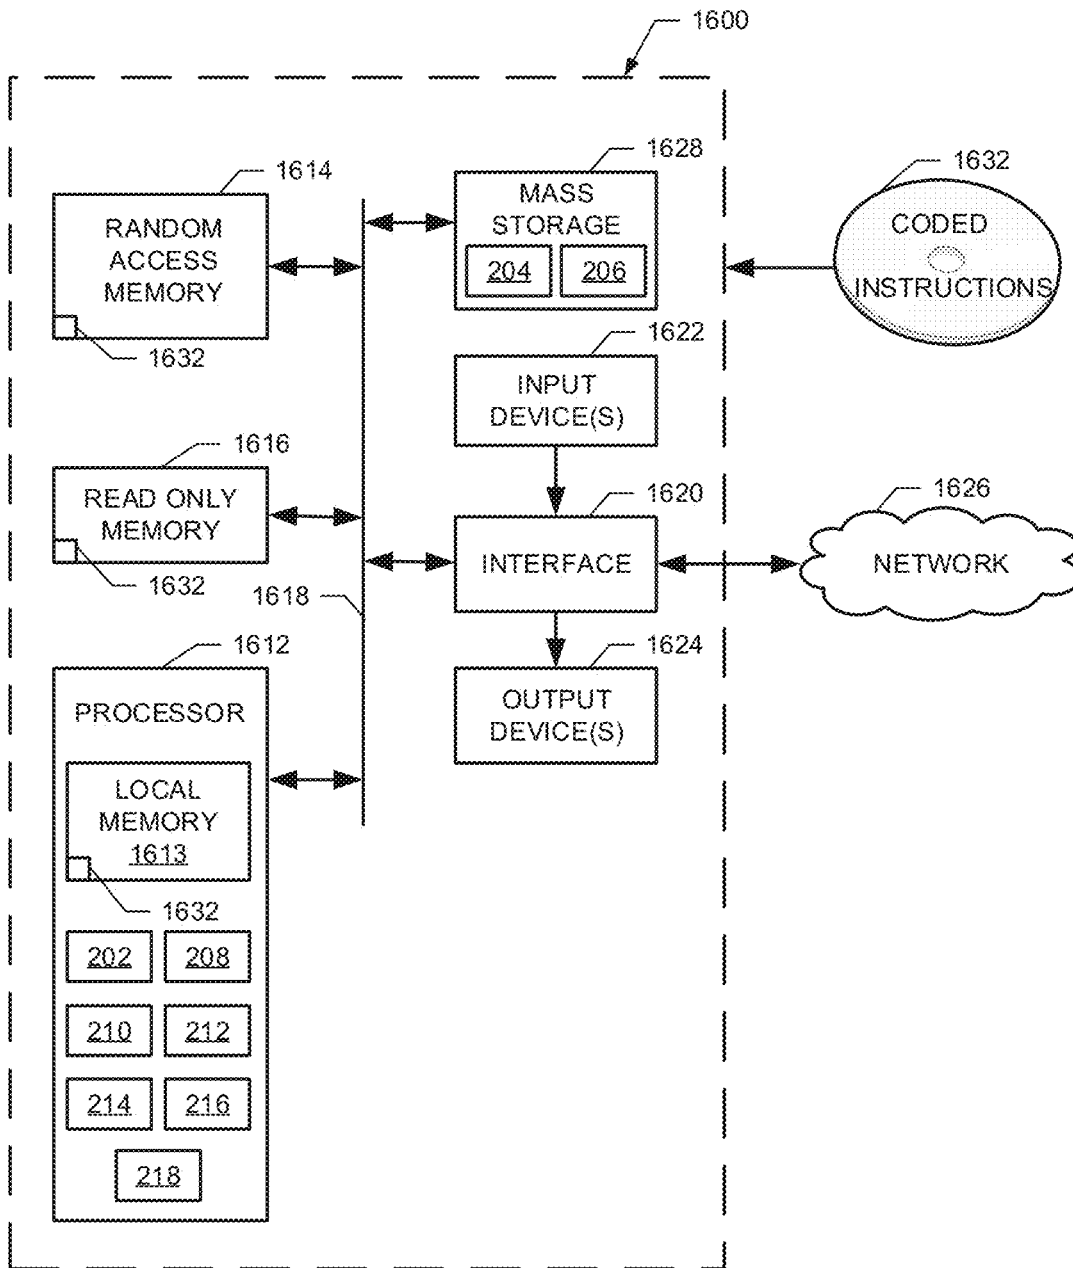 1600
1614
RANDOM
ACCESS
MEMORY
1632
1628
MASS
STORAGE
204 206
1632
CODED
INSTRUCTIONS
1622
INPUT
DEVICE(S)
1616
READ ONLY
MEMORY
1632
1620
INTERFACE
1626
NETWORK
1618
1612
PROCESSOR
LOCAL
MEMORY
1613
1632
202 208
210 212
214 216
218
1624
OUTPUT
DEVICE(S)